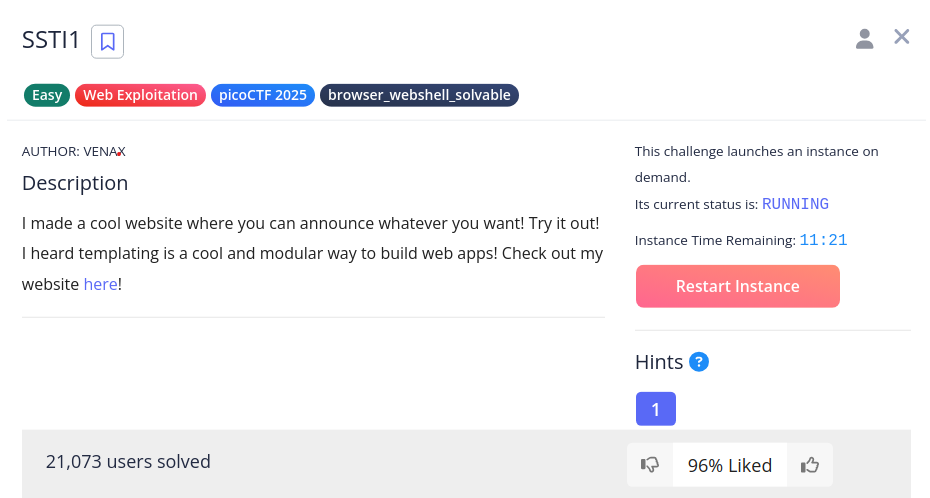 SSTI1
Easy Web Exploitation picoCTF 2025 browser_webshell_solvable
AUTHOR: VENAX
Description
I made a cool website where you can announce whatever you want! Try it out!
I heard templating is a cool and modular way to build web apps! Check out my
website here!
This challenge launches an instance on
demand.
Its current status is: RUNNING
Instance Time Remaining: 11:21
Restart Instance
Hints ?
1
21,073 users solved
96% Liked